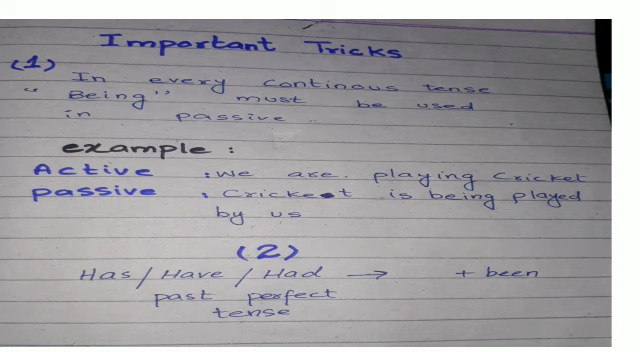 Important Tricks
(1)
In every continous tense
"Being" must be used
in passive
example :
Active : We are playing Cricket
passive : Crickeot is being played
by us
(2)
Has / Have / Had → + been
past perfect
tense